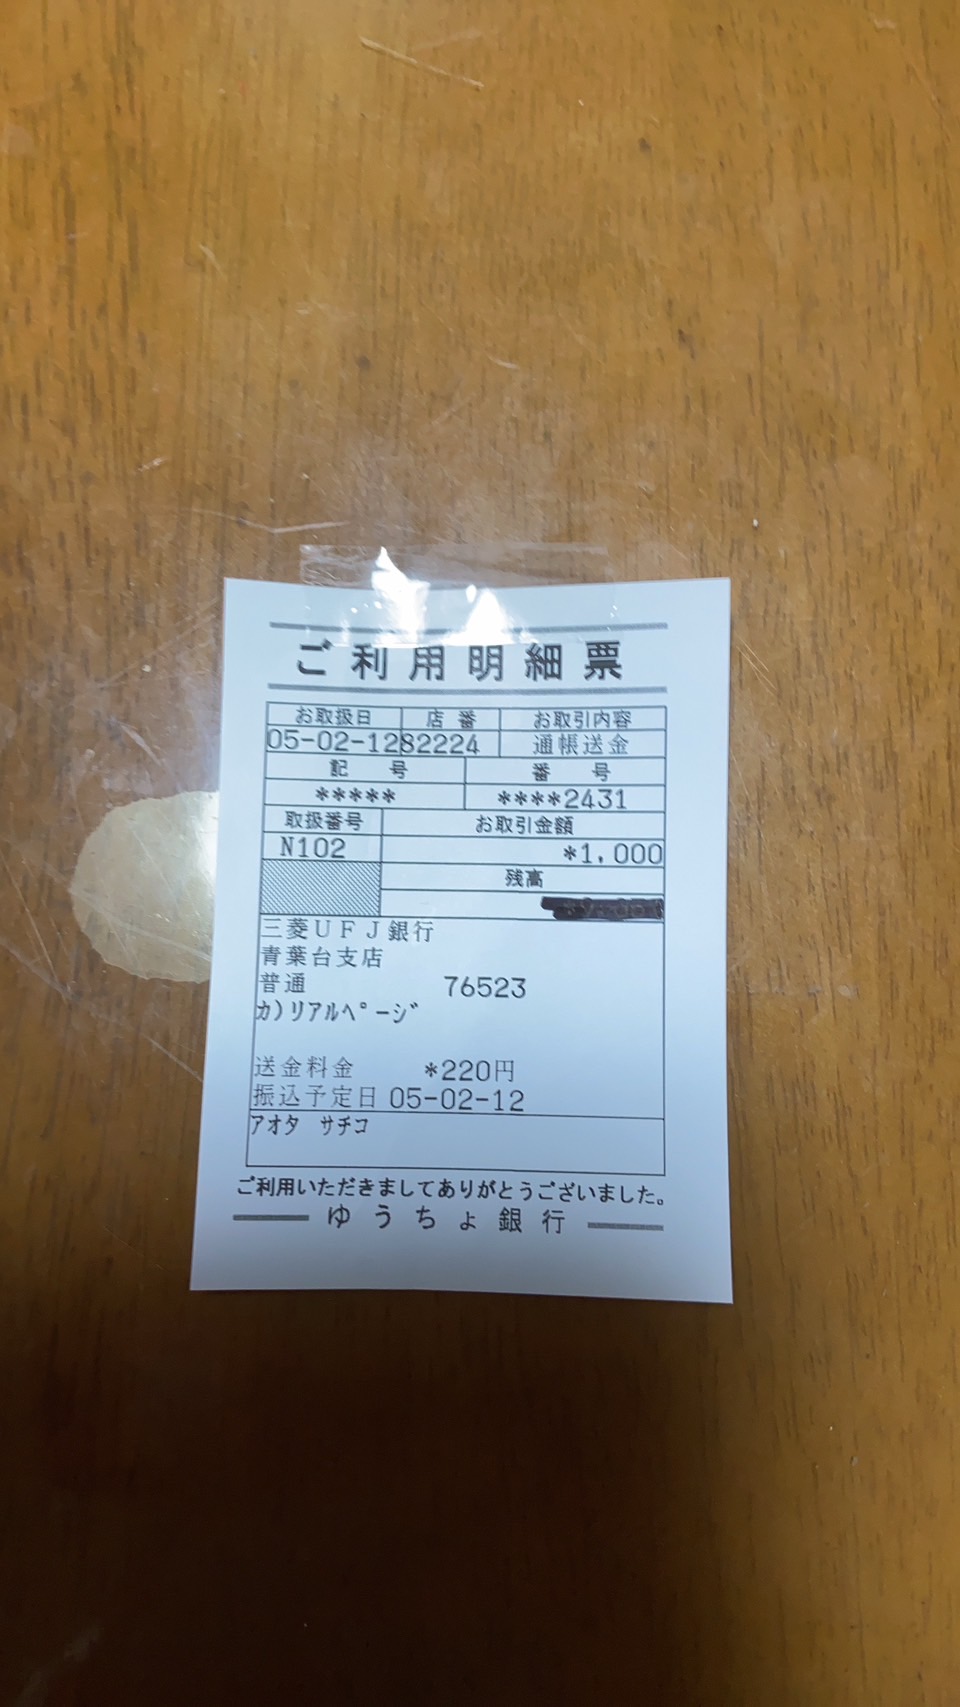 ご利用明細票
お取扱日 店番 お取引内容
05-02-12 82224 通帳送金
記号 番号
***** ****2431
取扱番号 お取引金額
N102 *1,000
残高
三菱UFJ銀行
青葉台支店
普通 76523
カ)リアルページ
送金料金 *220円
振込予定日 05-02-12
アオタ サチコ
ご利用いただきましてありがとうございました。
ゆうちょ銀行